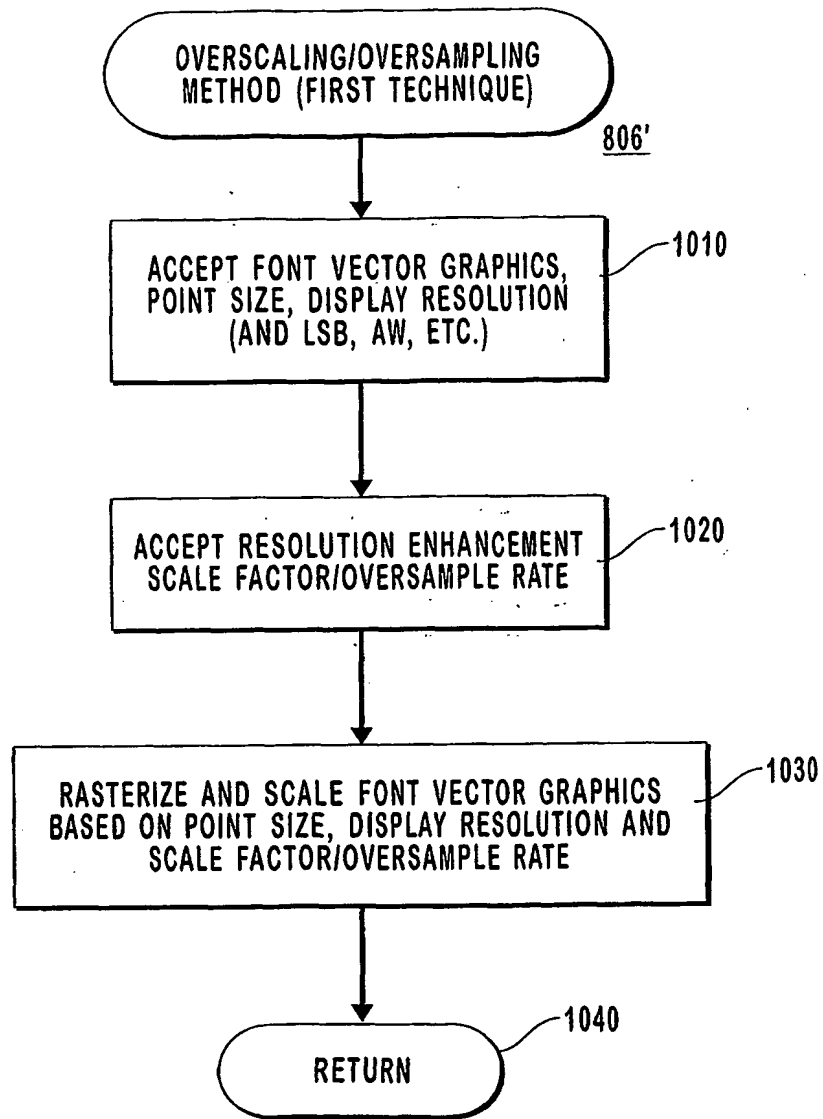 OVERSCALING/OVERSAMPLING
METHOD (FIRST TECHNIQUE)
806'
1010
ACCEPT FONT VECTOR GRAPHICS,
POINT SIZE, DISPLAY RESOLUTION
(AND LSB, AW, ETC.)
1020
ACCEPT RESOLUTION ENHANCEMENT
SCALE FACTOR/OVERSAMPLE RATE
1030
RASTERIZE AND SCALE FONT VECTOR GRAPHICS
BASED ON POINT SIZE, DISPLAY RESOLUTION AND
SCALE FACTOR/OVERSAMPLE RATE
1040
RETURN